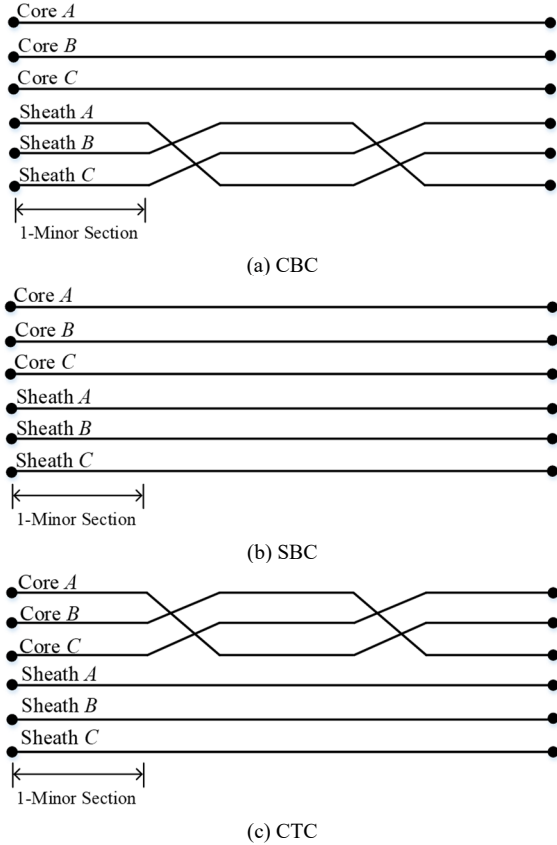 Core A
Core B
Core C
Sheath A
Sheath B
Sheath C
1-Minor Section
(a) CBC
Core A
Core B
Core C
Sheath A
Sheath B
Sheath C
1-Minor Section
(b) SBC
Core A
Core B
Core C
Sheath A
Sheath B
Sheath C
1-Minor Section
(c) CTC